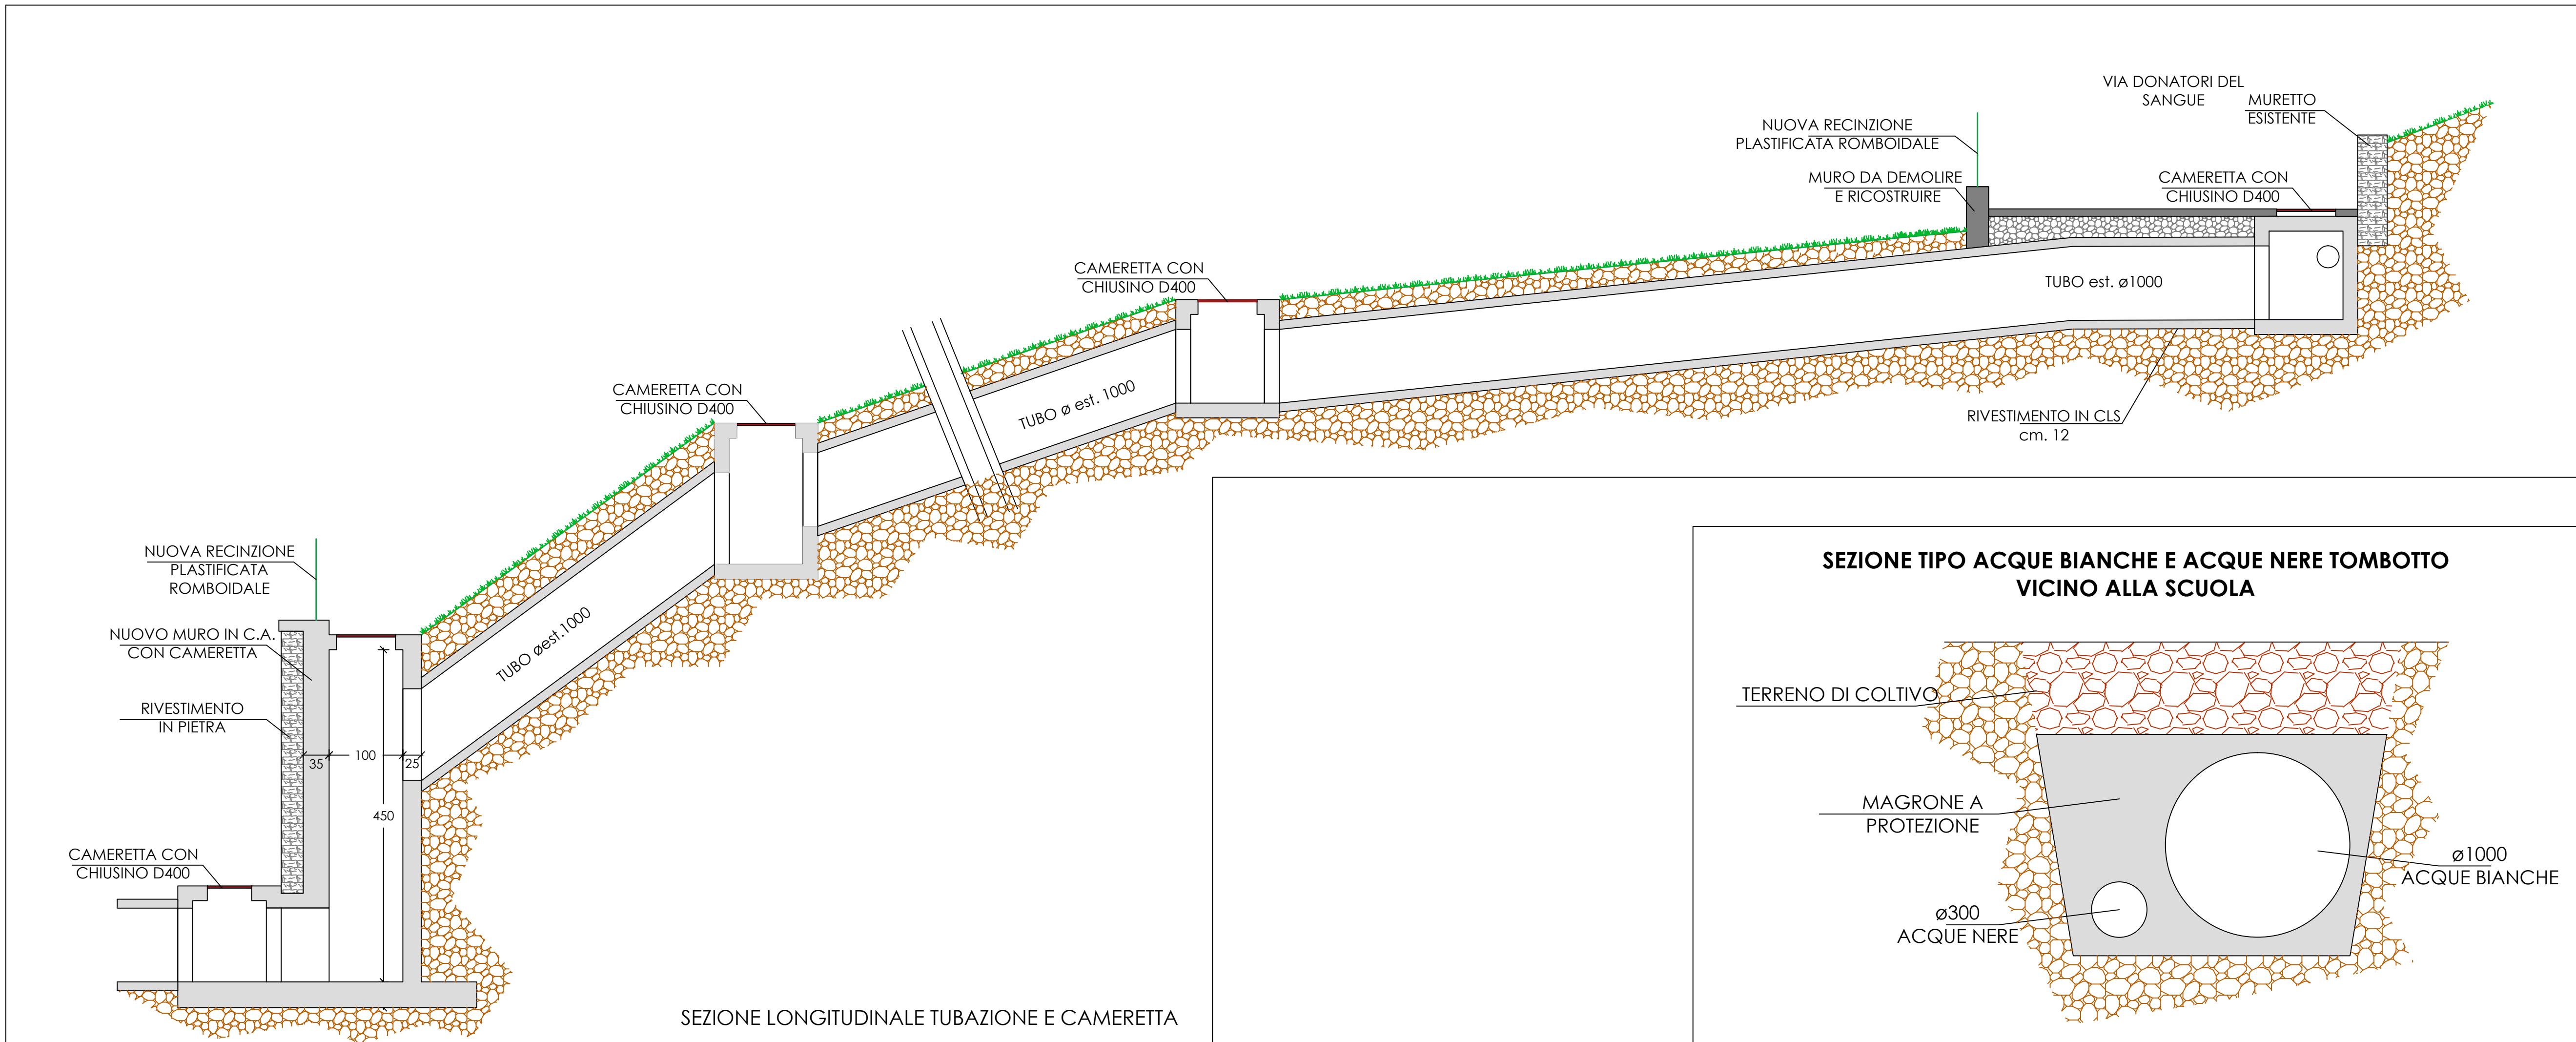 VIA DONATORI DEL
SANGUE
MURETTO
ESISTENTE
NUOVA RECINZIONE
PLASTIFICATA ROMBOIDALE
MURO DA DEMOLIRE
E RICOSTRUIRE
CAMERETTA CON
CHIUSINO D400
CAMERETTA CON
CHIUSINO D400
TUBO est. ø1000
CAMERETTA CON
CHIUSINO D400
TUBO ø est. 1000
RIVESTIMENTO IN CLS
cm. 12
NUOVA RECINZIONE
PLASTIFICATA
ROMBOIDALE
TUBO øest.1000
NUOVO MURO IN C.A.
CON CAMERETTA
RIVESTIMENTO
IN PIETRA
35
100
25
450
CAMERETTA CON
CHIUSINO D400
SEZIONE LONGITUDINALE TUBAZIONE E CAMERETTA
SEZIONE TIPO ACQUE BIANCHE E ACQUE NERE TOMBOTTO
VICINO ALLA SCUOLA
TERRENO DI COLTIVO
MAGRONE A
PROTEZIONE
ø1000
ACQUE BIANCHE
ø300
ACQUE NERE